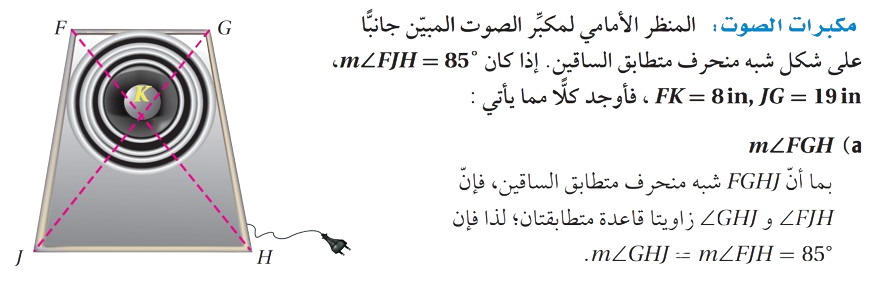 مكبرات الصوت: المنظر الأمامي لمكبِّر الصوت المبيّن جانبًا
على شكل شبه منحرف متطابق الساقين. إذا كان m∠FJH = 85°،
FK = 8 in, JG = 19 in ، فأوجد كلًّا مما يأتي :
a) m∠FGH
بما أنّ FGHJ شبه منحرف متطابق الساقين، فإنّ
∠FJH و ∠GHJ زاويتا قاعدة متطابقتان؛ لذا فإن
m∠GHJ = m∠FJH = 85°.
F
G
K
J
H